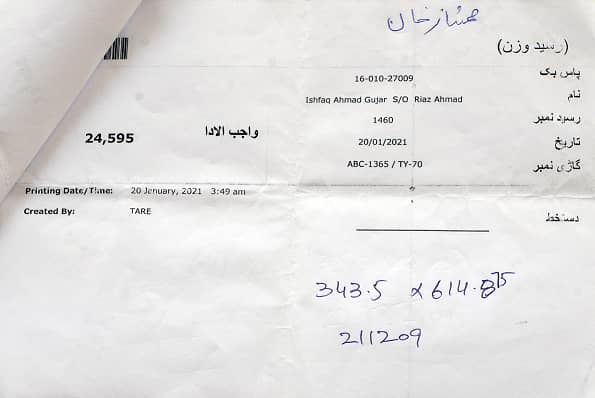 ممتاز خان
(رسید وزن)
16-010-27009 پاس بک
Ishfaq Ahmad Gujar S/O Riaz Ahmad نام
1460 رسید نمبر
24,595 واجب الادا
20/01/2021 تاریخ
ABC-1365 / TY-70 گاڑی نمبر
Printing Date/Time: 20 Jenuary, 2021 3:49 am
Created By: TARE
دستخط
343.5 x 614.875
211209